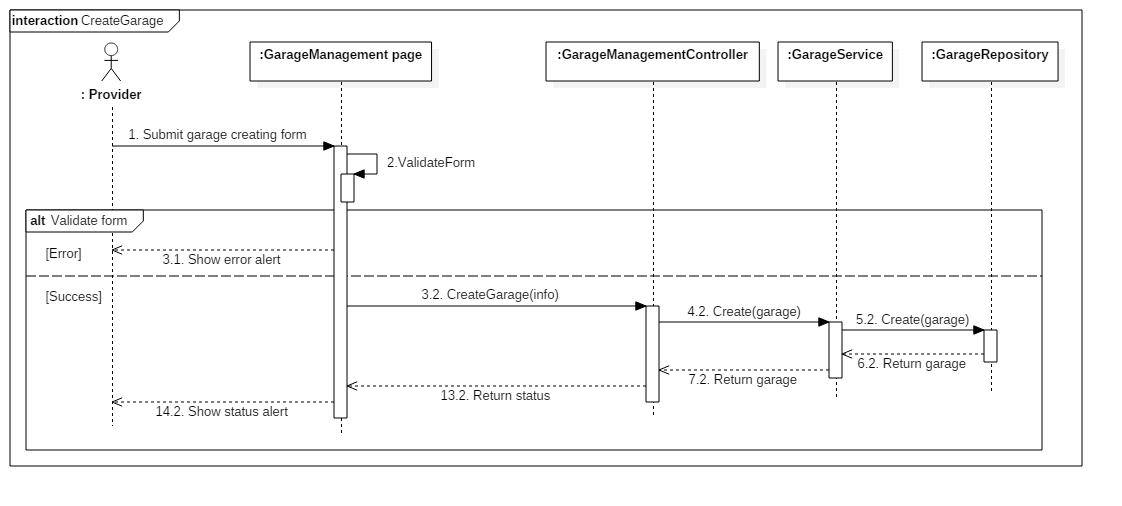 interaction CreateGarage
: Provider
:GarageManagement page
:GarageManagementController
:GarageService
:GarageRepository
1. Submit garage creating form
2.ValidateForm
alt Validate form
[Error]
3.1. Show error alert
[Success]
3.2. CreateGarage(info)
4.2. Create(garage)
5.2. Create(garage)
6.2. Return garage
7.2. Return garage
13.2. Return status
14.2. Show status alert